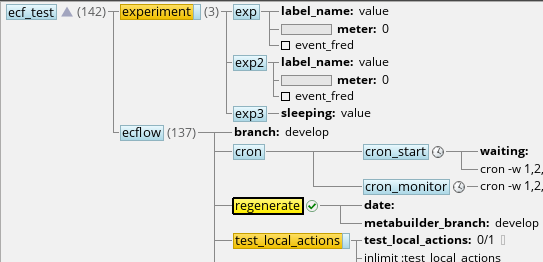 ecf_test (142)
experiment (3)
exp
label_name: value
meter: 0
event_fred
exp2
label_name: value
meter: 0
event_fred
exp3
sleeping: value
ecflow (137)
branch: develop
cron
cron_start
waiting:
cron -w 1,2,
cron_monitor
cron -w 1,2,
regenerate
date:
metabuilder_branch: develop
test_local_actions
test_local_actions: 0/1
inlimit :test_local_actions